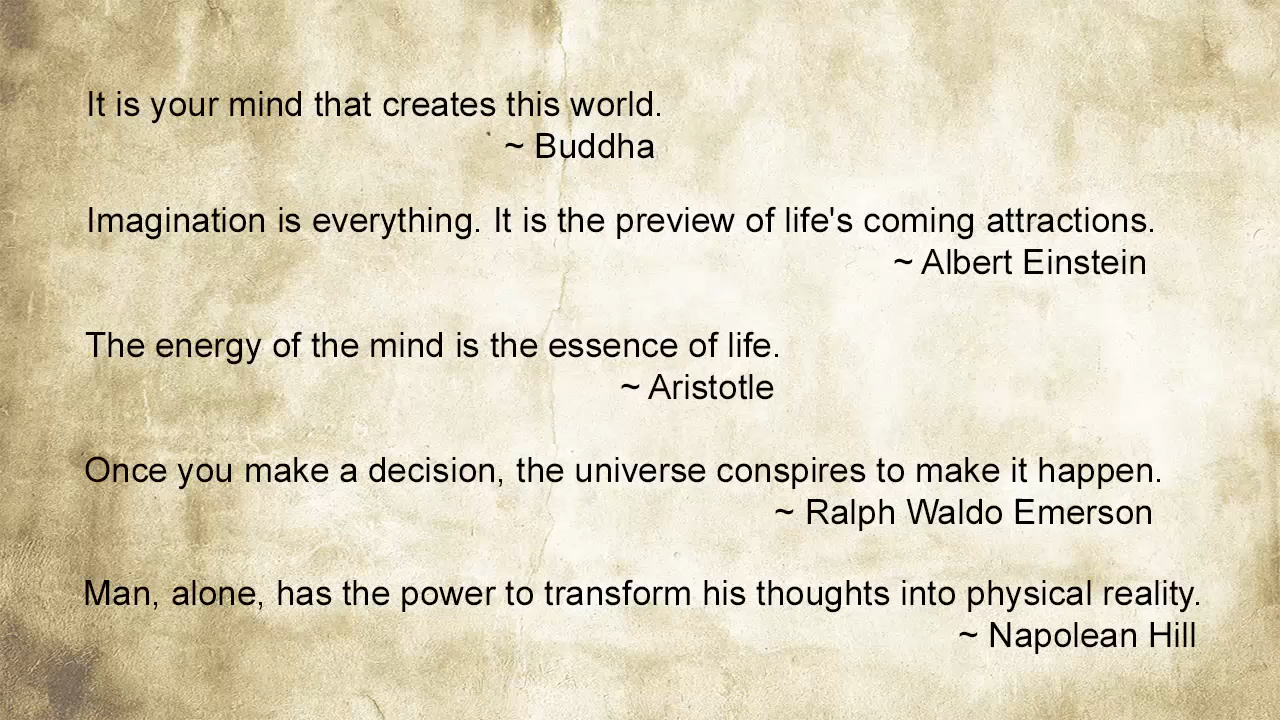 It is your mind that creates this world.
~ Buddha
Imagination is everything. It is the preview of life's coming attractions.
~ Albert Einstein
The energy of the mind is the essence of life.
~ Aristotle
Once you make a decision, the universe conspires to make it happen.
~ Ralph Waldo Emerson
Man, alone, has the power to transform his thoughts into physical reality.
~ Napolean Hill